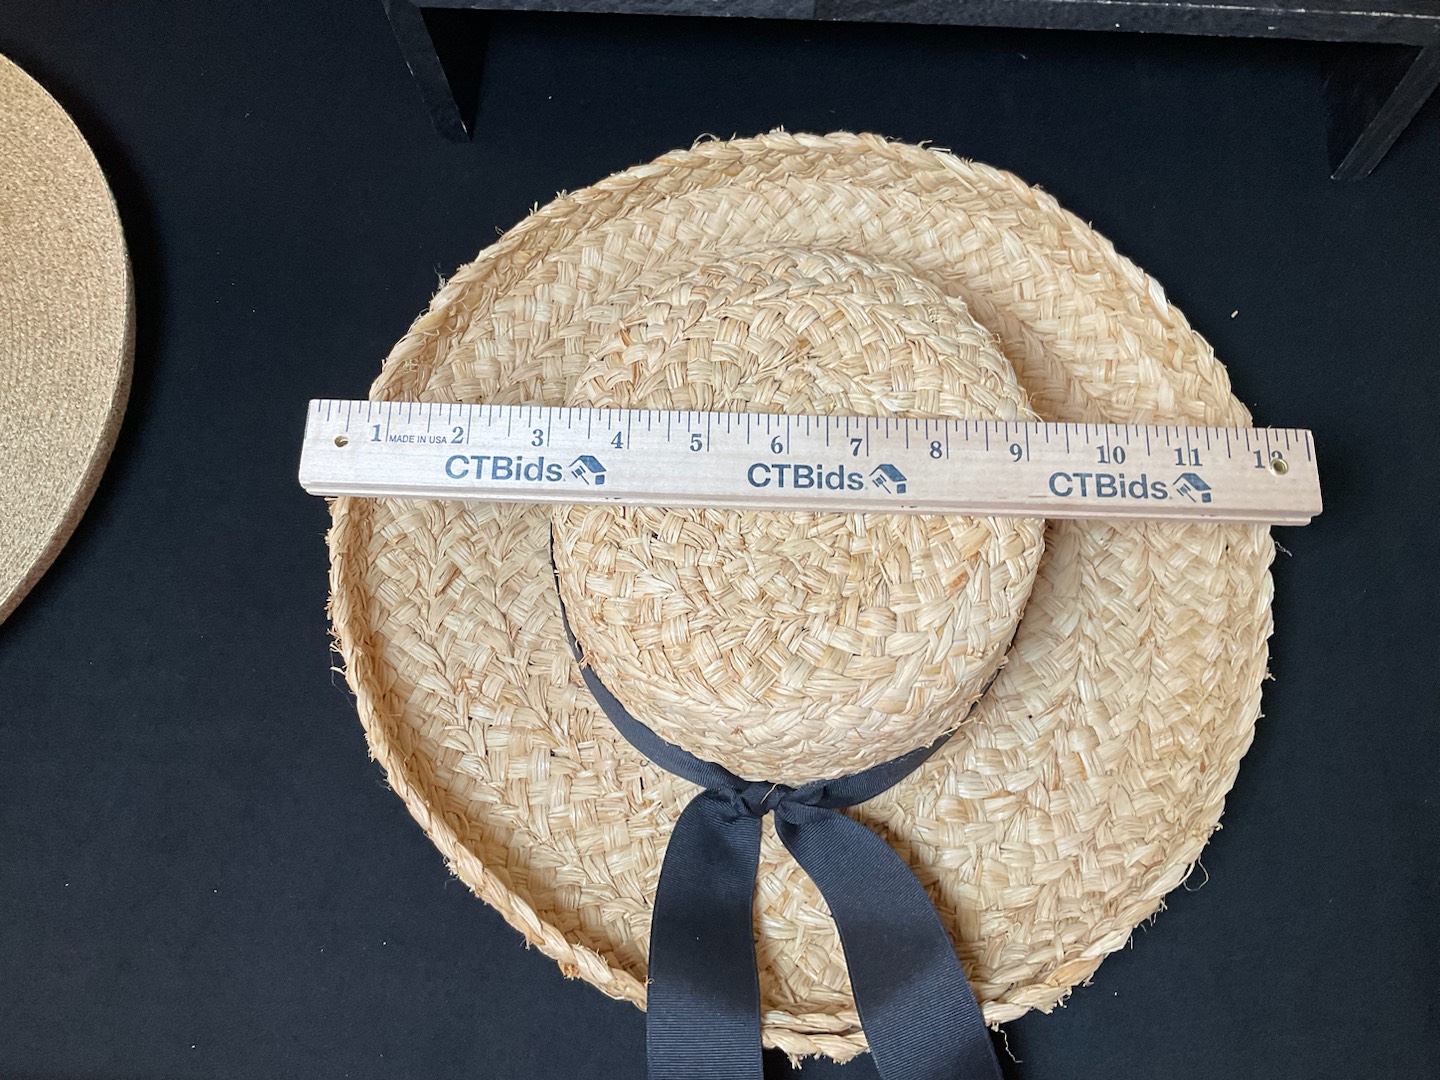 1 MADE IN USA 2 3 4 5 6 7 8 9 10 11 12
CTBids CTBids CTBids